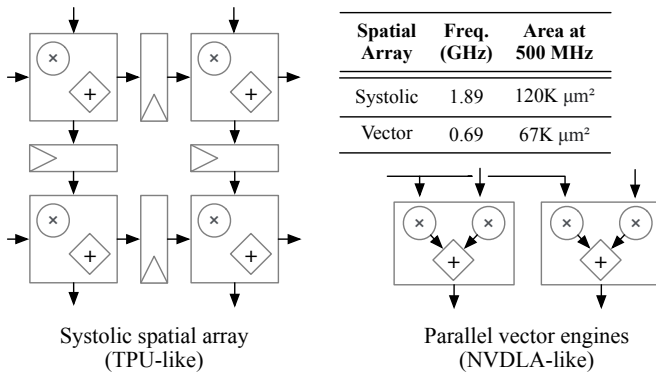 Spatial Array Freq. (GHz) Area at 500 MHz
Systolic 1.89 120K μm²
Vector 0.69 67K μm²
× + × +
× + × +
× × + × × +
Systolic spatial array
(TPU-like)
Parallel vector engines
(NVDLA-like)